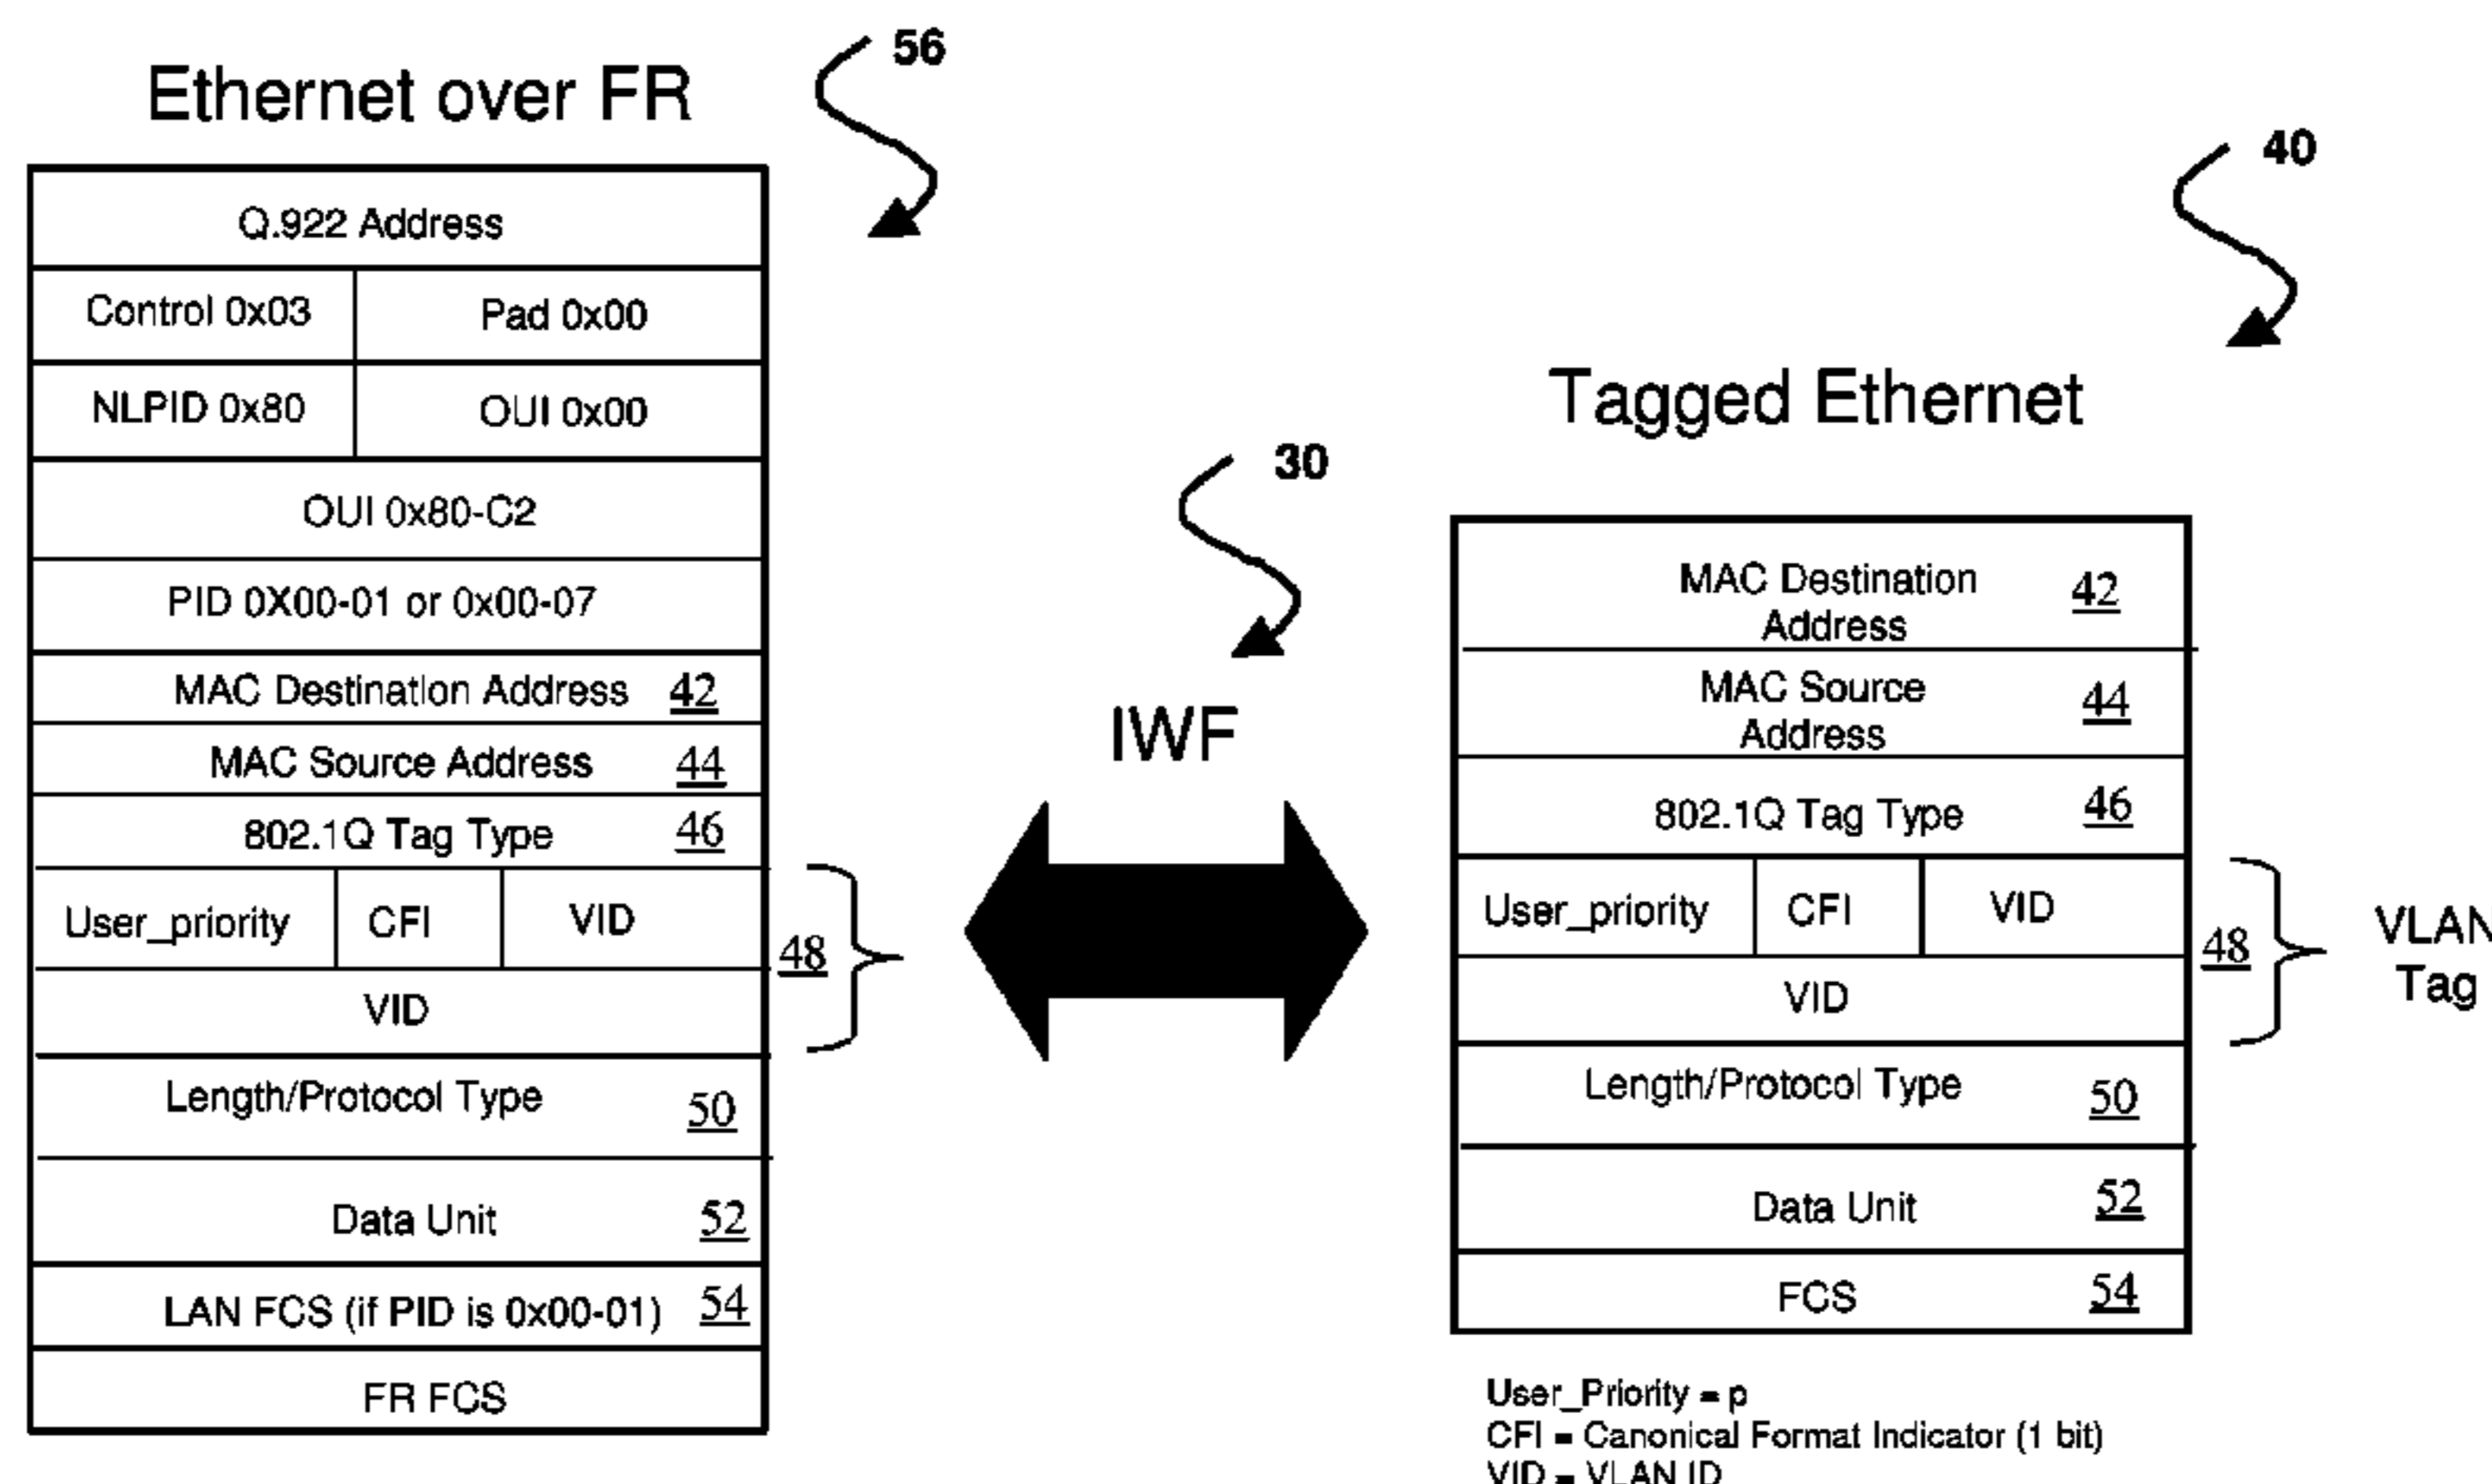 56
Ethernet over FR
Q.922 Address
Control 0x03 Pad 0x00
NLPID 0x80 OUI 0x00
OUI 0x80-C2
PID 0X00-01 or 0x00-07
MAC Destination Address 42
MAC Source Address 44
802.1Q Tag Type 46
User_priority CFI VID
48
VID
Length/Protocol Type 50
Data Unit 52
LAN FCS (if PID is 0x00-01) 54
FR FCS
30
IWF
40
Tagged Ethernet
MAC Destination
Address 42
MAC Source
Address 44
802.1Q Tag Type 46
User_priority CFI VID
48
VID
VLAN
Tag
Length/Protocol Type 50
Data Unit 52
FCS 54
User_Priority = p
CFI = Canonical Format Indicator (1 bit)
VID = VLAN ID